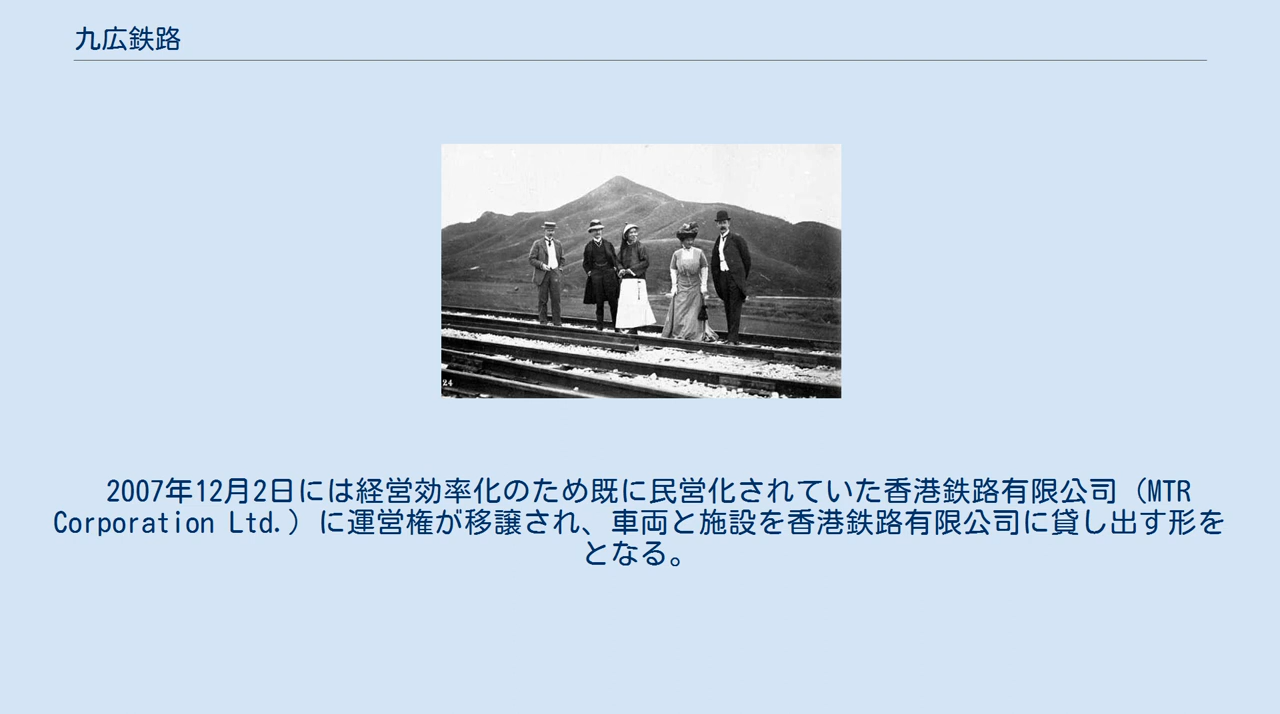 九広鉄路
24
2007年12月2日には経営効率化のため既に民営化されていた香港鉄路有限公司（MTR
Corporation Ltd.）に運営権が移譲され、車両と施設を香港鉄路有限公司に貸し出す形を
となる。